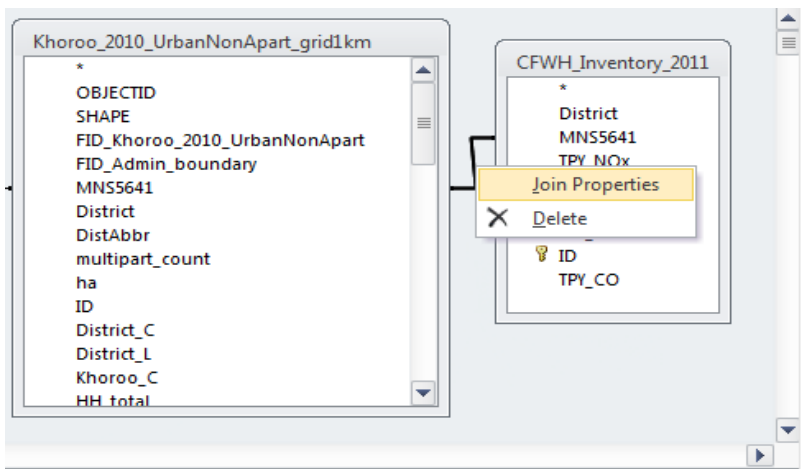 Khoroo_2010_UrbanNonApart_grid1km
*
OBJECTID
SHAPE
FID_Khoroo_2010_UrbanNonApart
FID_Admin_boundary
MNS5641
District
DistAbbr
multipart_count
ha
ID
District_C
District_L
Khoroo_C
HH_total
CFWH_Inventory_2011
*
District
MNS5641
TPY_NOx
Join Properties
Delete
ID
TPY_CO